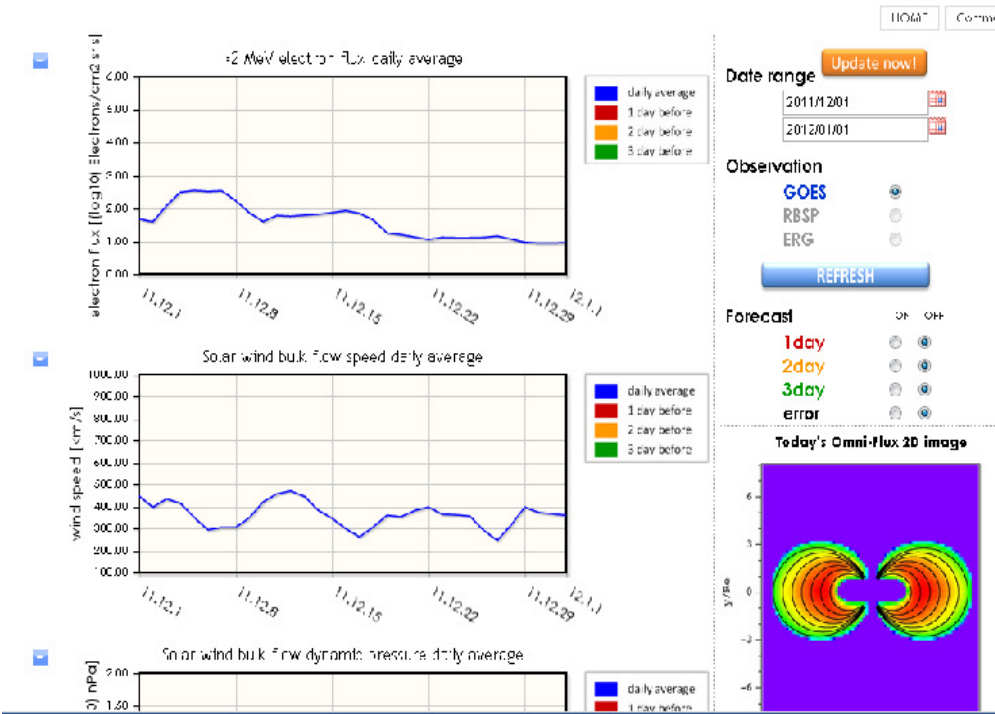 HOME Comme
>2 MeV electron flux daily average
electron flux [(log10) Electrons/cm2 sr s]
6.00
5.00
4.00
3.00
2.00
1.00
0.00
11.12.1 11.12.8 11.12.15 11.12.22 11.12.29 12.1.1
daily average
1 day before
2 day before
3 day before
Solar wind bulk flow speed daily average
wind speed [km/s]
1000.00
900.00
800.00
700.00
600.00
500.00
400.00
300.00
200.00
100.00
11.12.1 11.12.8 11.12.15 11.12.22 11.12.29 12.1.1
daily average
1 day before
2 day before
3 day before
Solar wind bulk flow dynamic pressure daily average
nPa]
2.00
1.50
daily average
1 day before
Update now!
Date range
2011/12/01
2012/01/01
Observation
GOES
RBSP
ERG
REFRESH
Forecast ON OFF
1day
2day
3day
error
Today's Omni-Flux 2D image
Y/Re
6
3
0
-3
-6